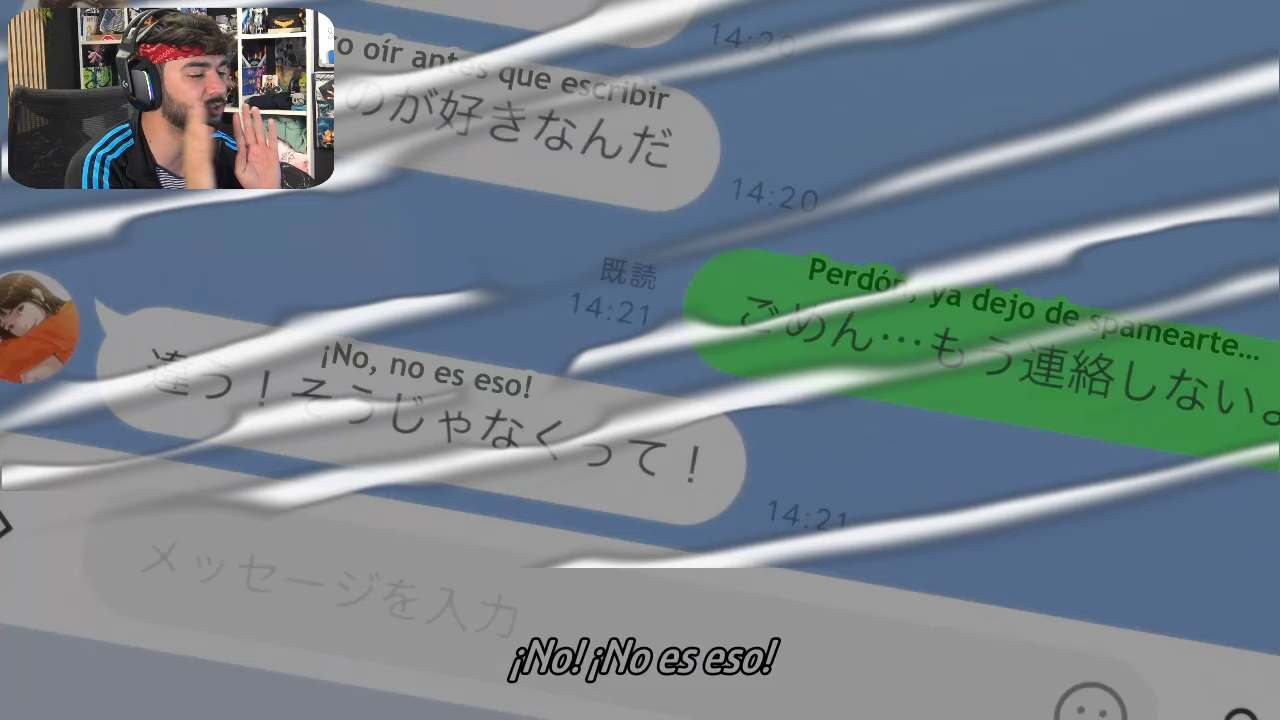 14:20
o oír antes que escribir
のが好きなんだ
14:20
既読
14:21
Perdón, ya dejo de spamearte...
ごめん…もう連絡しない
¡No, no es eso!
違う！そうじゃなくって！
14:21
メッセージを入力
¡No! ¡No es eso!